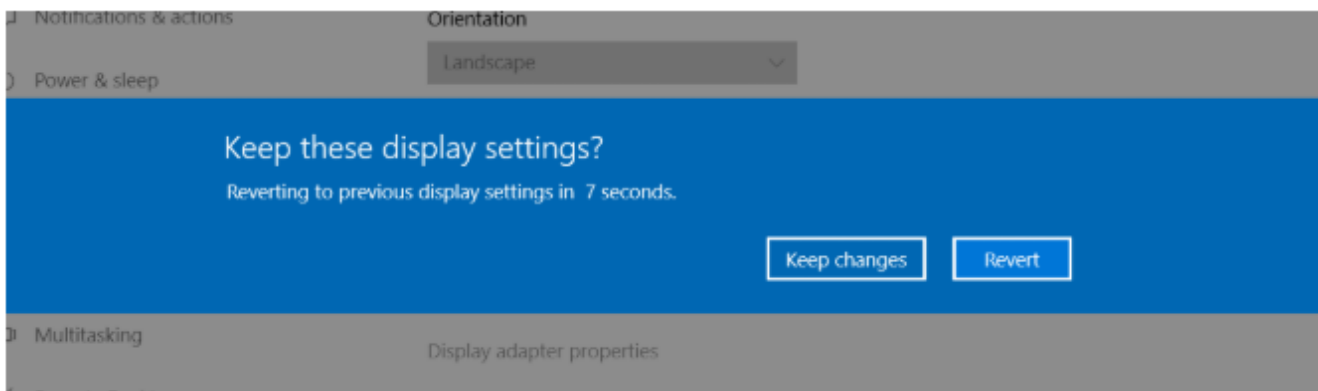 Notifications & actions
Orientation
Landscape
Power & sleep
Keep these display settings?
Reverting to previous display settings in 7 seconds.
Keep changes
Revert
Multitasking
Display adapter properties